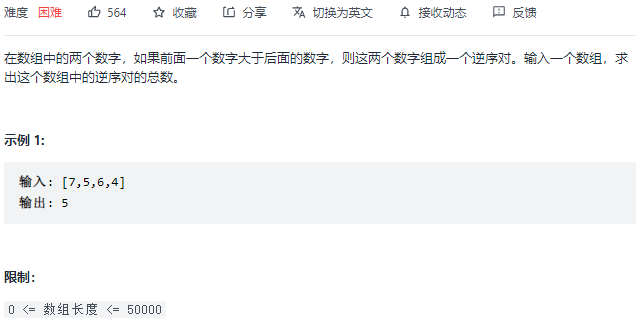 难度 困难 564 收藏 分享 切换为英文 接收动态 反馈
在数组中的两个数字，如果前面一个数字大于后面的数字，则这两个数字组成一个逆序对。输入一个数组，求
出这个数组中的逆序对的总数。
示例 1:
输入: [7,5,6,4]
输出: 5
限制：
0 <= 数组长度 <= 50000